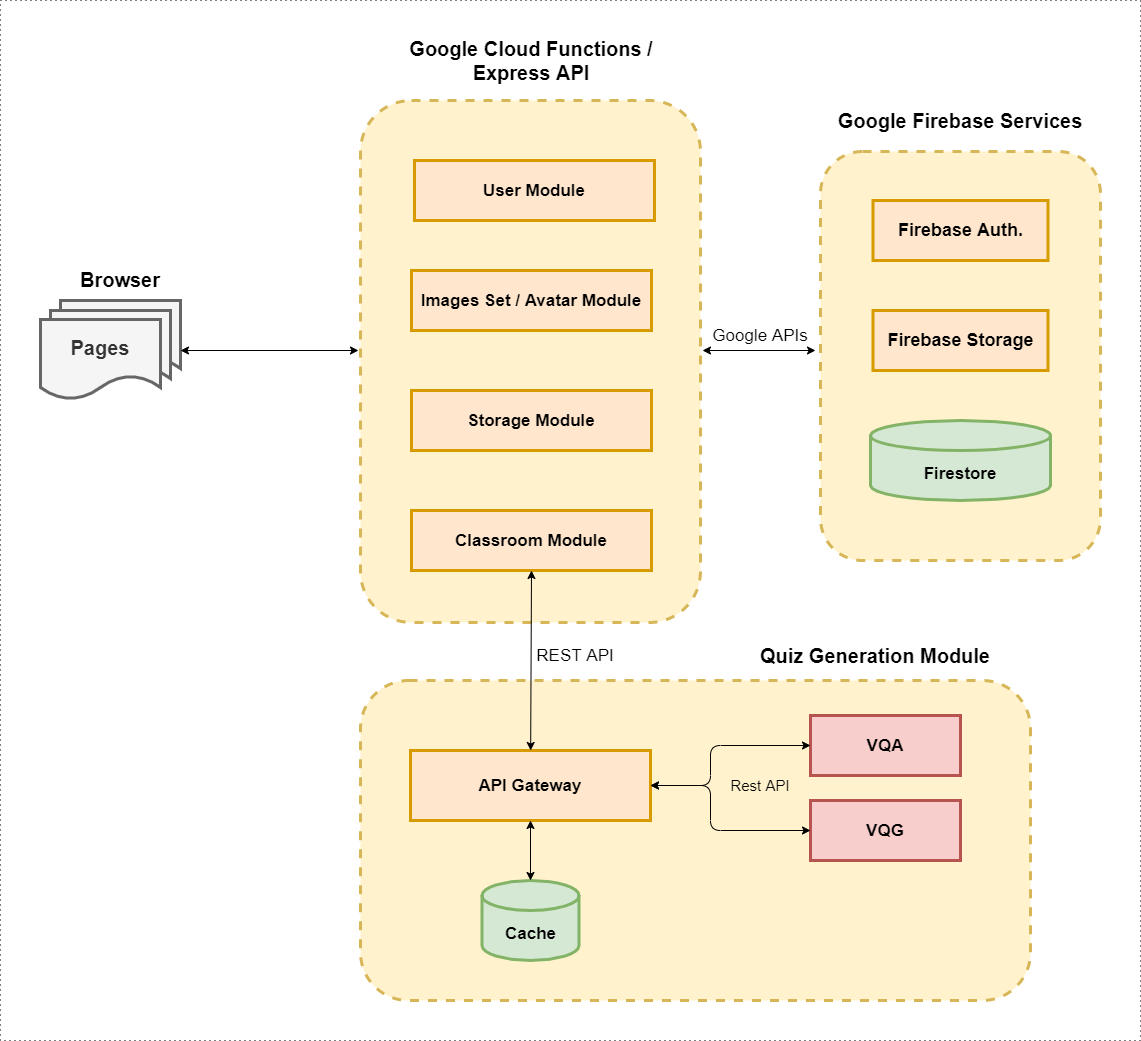 Google Cloud Functions /
Express API
User Module
Images Set / Avatar Module
Storage Module
Classroom Module
Browser
Pages
Google APIs
Google Firebase Services
Firebase Auth.
Firebase Storage
Firestore
REST API
Quiz Generation Module
API Gateway
Rest API
VQA
VQG
Cache